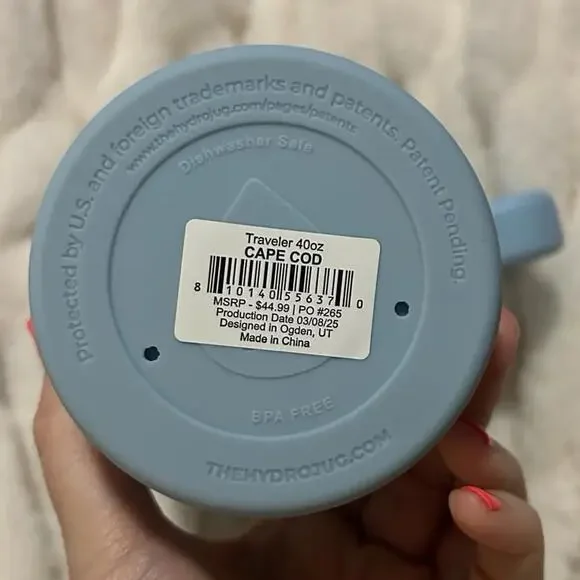 Protected by U.S. and foreign trademarks and patents. Patent Pending.
www.thehydrojug.com/pages/patents
Dishwasher Safe
Traveler 40oz
CAPE COD
8 10140 55637 0
MSRP - $44.99 | PO #265
Production Date 03/08/25
Designed in Ogden, UT
Made in China
BPA FREE
THEHYDROJUG.COM